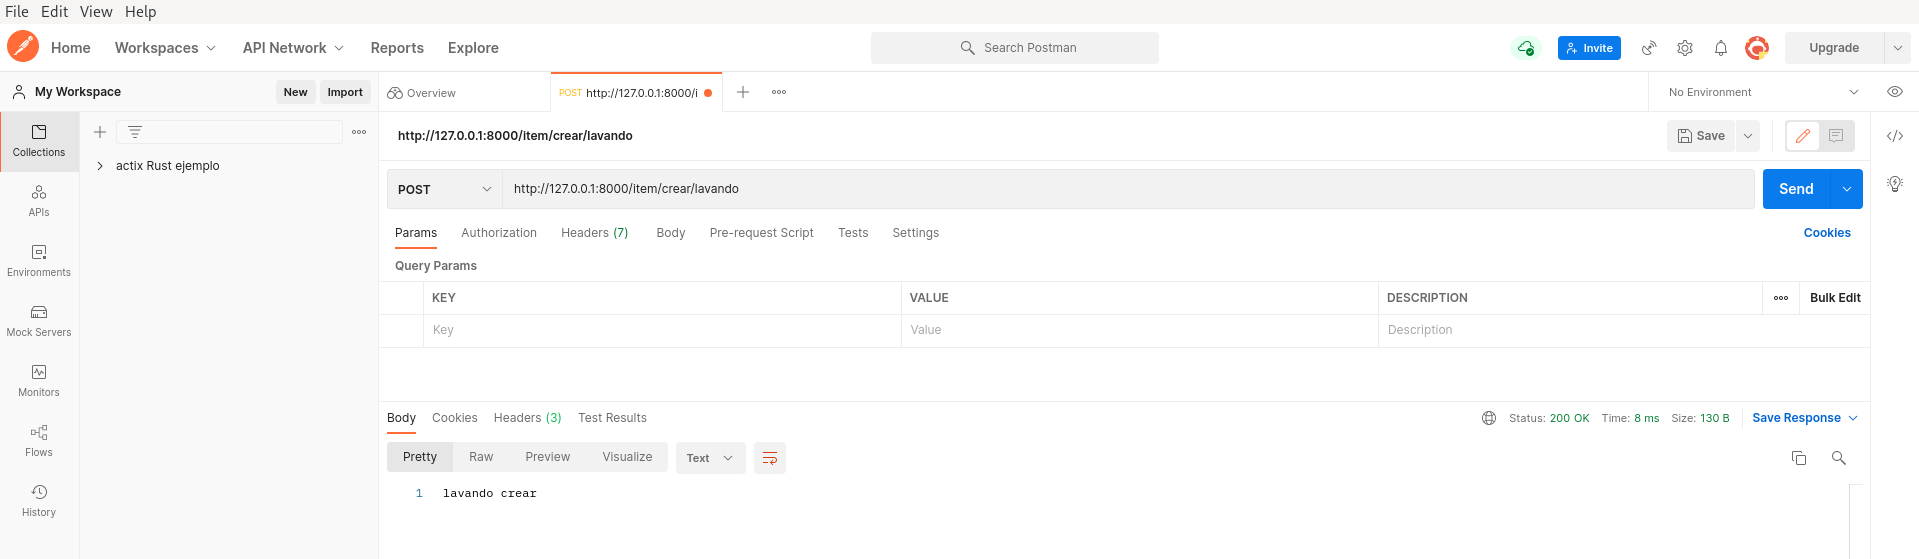 File Edit View Help
Home Workspaces API Network Reports Explore Search Postman Invite Upgrade
My Workspace New Import Overview POST http://127.0.0.1:8000/i No Environment
http://127.0.0.1:8000/item/crear/lavando Save
Collections
actix Rust ejemplo
POST http://127.0.0.1:8000/item/crear/lavando Send
APIs
Params Authorization Headers (7) Body Pre-request Script Tests Settings Cookies
Query Params
Environments
KEY VALUE DESCRIPTION Bulk Edit
Key Value Description
Mock Servers
Monitors
Body Cookies Headers (3) Test Results Status: 200 OK Time: 8 ms Size: 130 B Save Response
Flows
Pretty Raw Preview Visualize Text
1 lavando crear
History